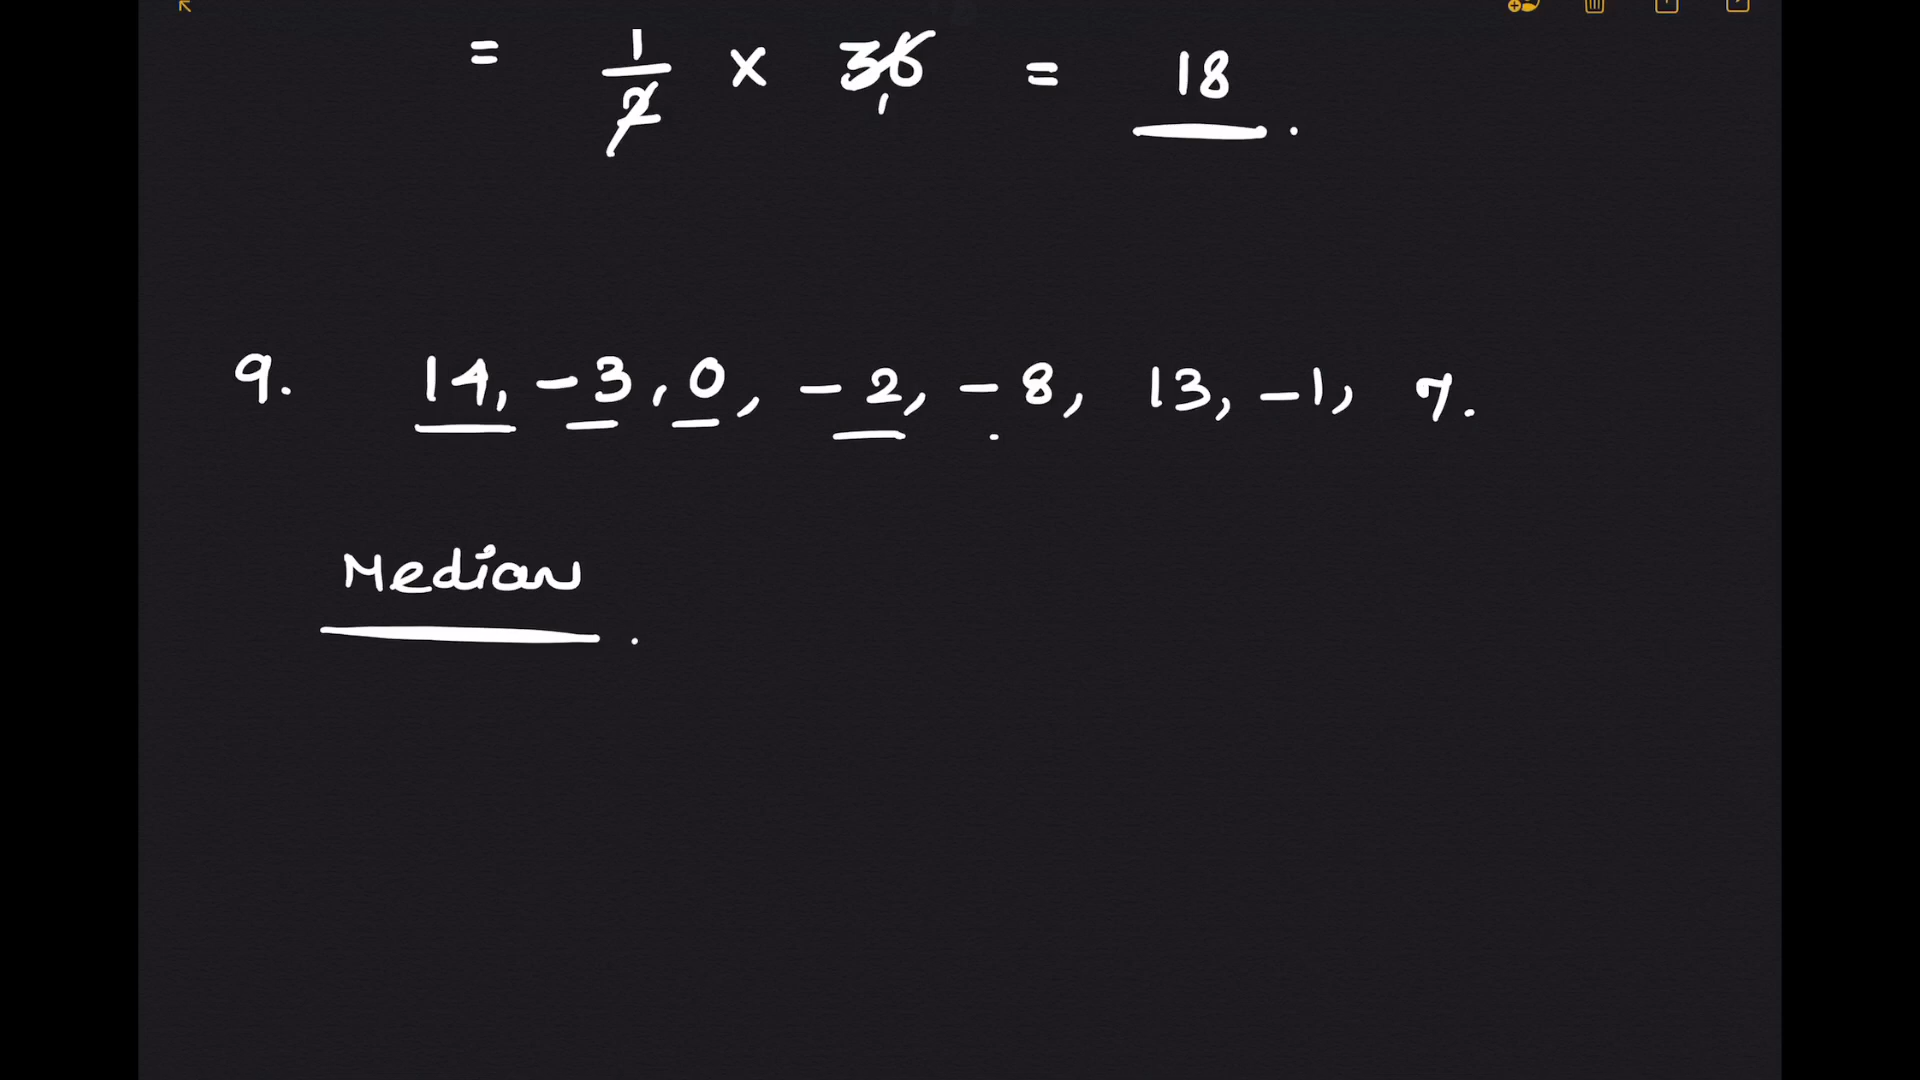 = 1/2 x 36 = 18.
9. 14, -3, 0, -2, -8, 13, -1, 7.
Median.